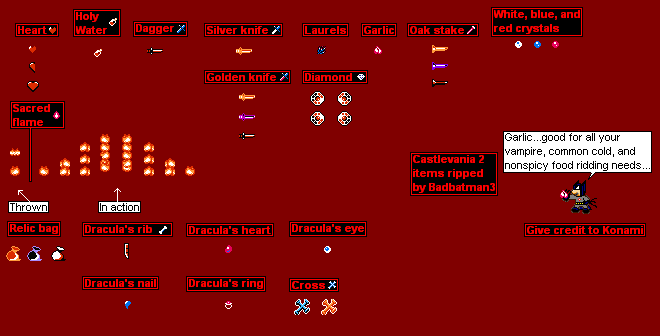 Heart
Holy
Water
Dagger
Silver knife
Laurels
Garlic
Oak stake
White, blue, and
red crystals
Golden knife
Diamond
Sacred
flame
Garlic...good for all your
vampire, common cold, and
nonspicy food ridding needs...
Castlevania 2
items ripped
by Badbatman3
Thrown
In action
Relic bag
Dracula's rib
Dracula's heart
Dracula's eye
Give credit to Konami
Dracula's nail
Dracula's ring
Cross